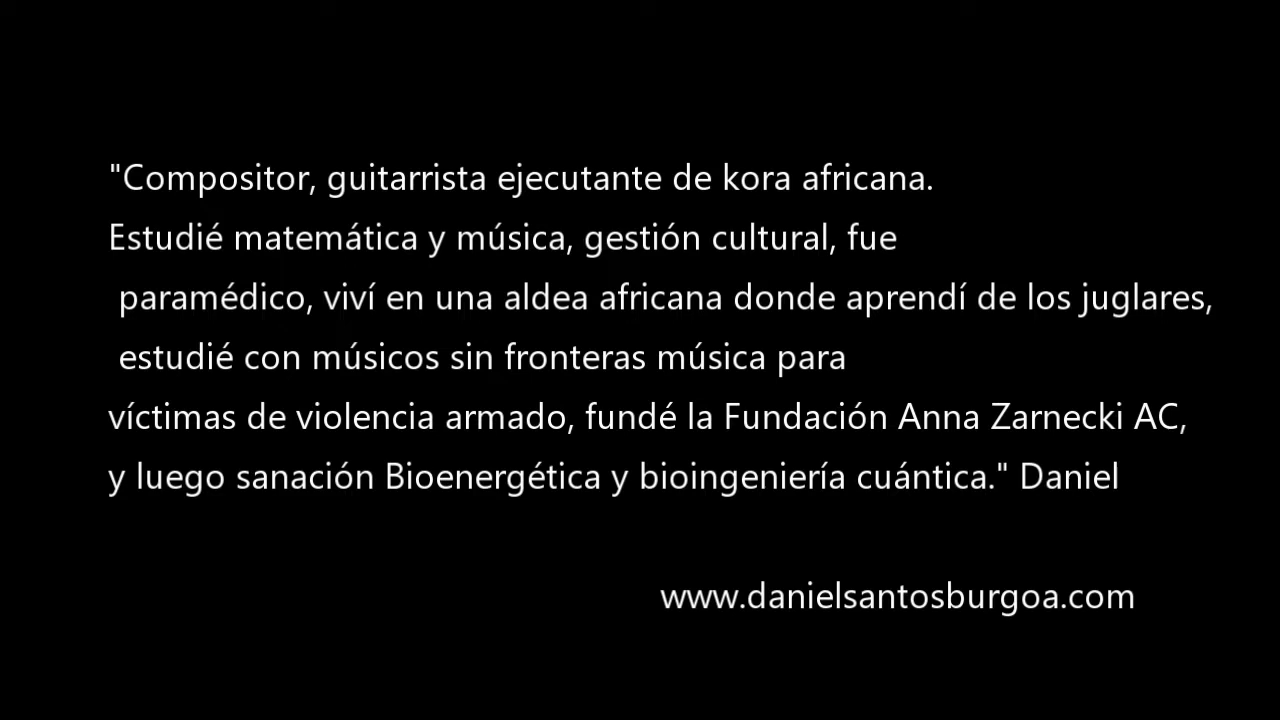 "Compositor, guitarrista ejecutante de kora africana.
Estudié matemática y música, gestión cultural, fue
paramédico, viví en una aldea africana donde aprendí de los juglares,
estudié con músicos sin fronteras música para
víctimas de violencia armado, fundé la Fundación Anna Zarnecki AC,
y luego sanación Bioenergética y bioingeniería cuántica." Daniel
www.danielsantosburgoa.com